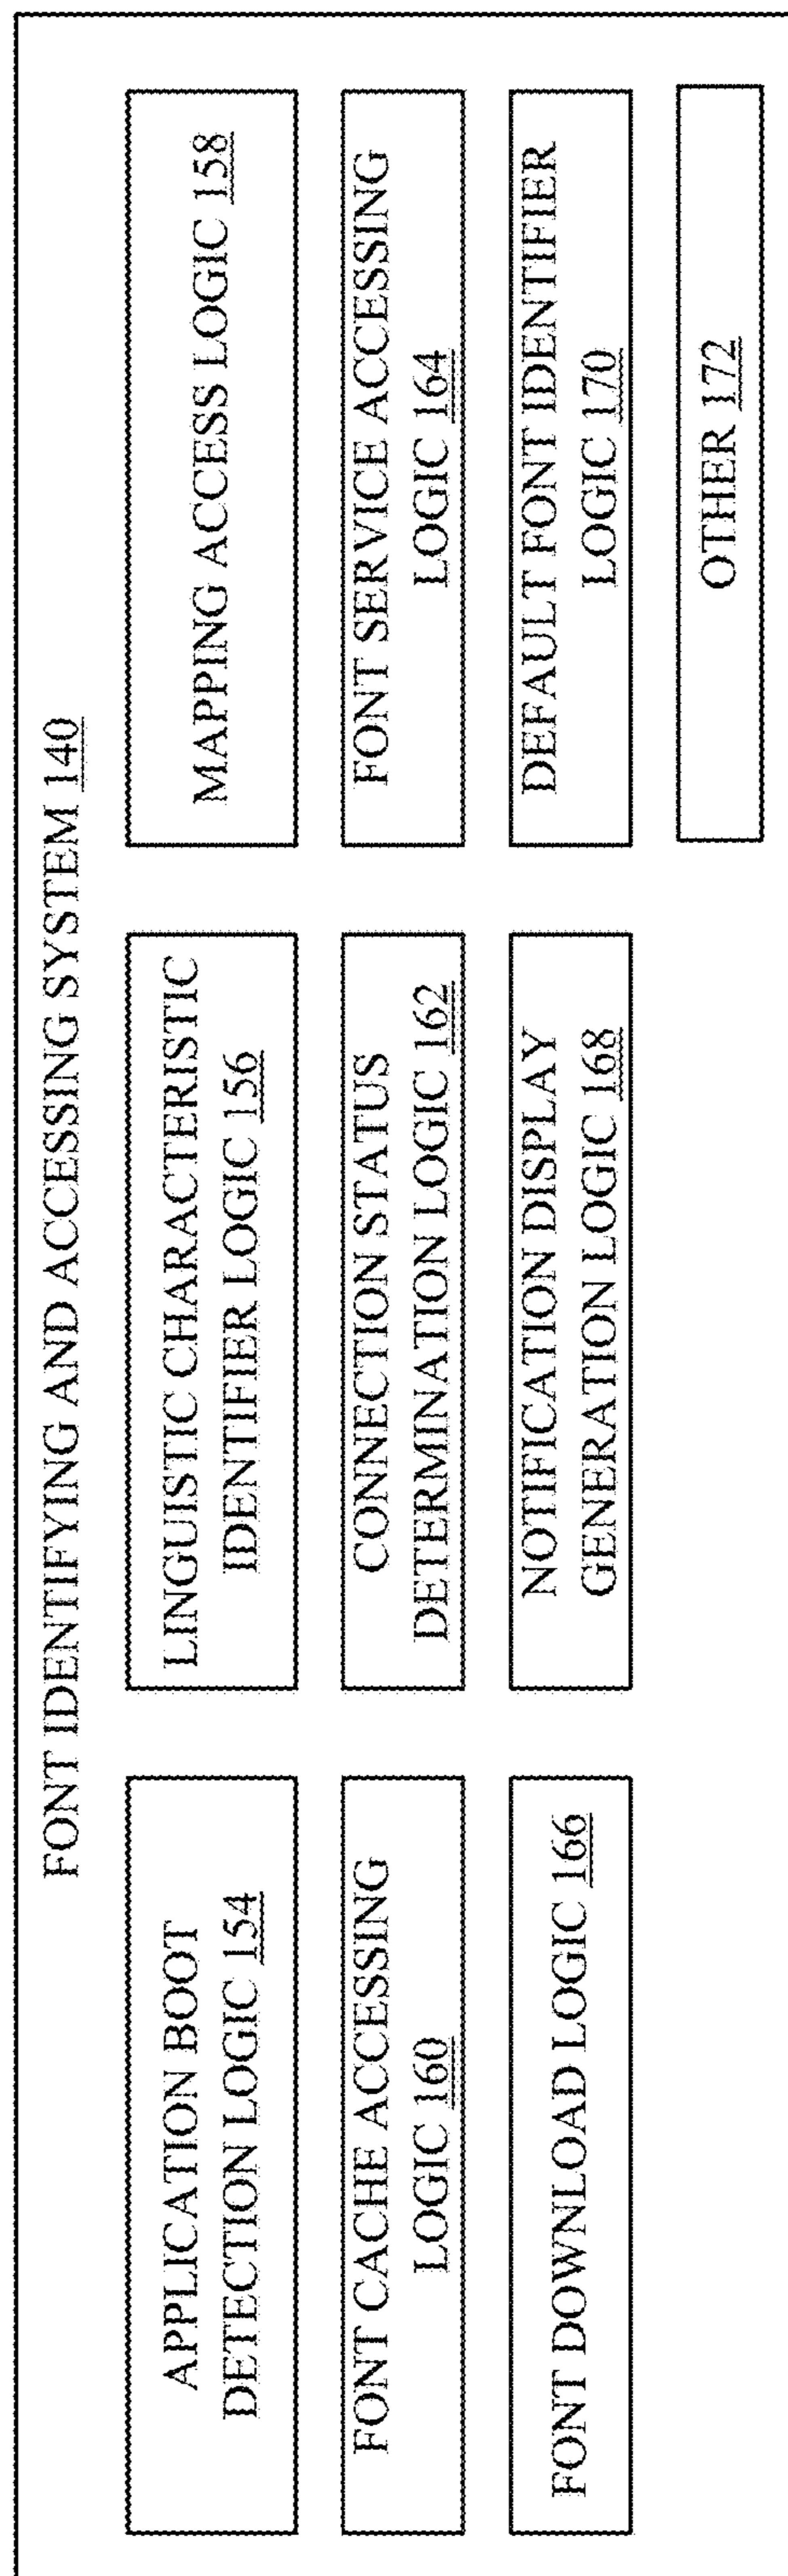 FONT IDENTIFYING AND ACCESSING SYSTEM 140
APPLICATION BOOT
DETECTION LOGIC 154
LINGUISTIC CHARACTERISTIC
IDENTIFIER LOGIC 156
MAPPING ACCESS LOGIC 158
FONT CACHE ACCESSING
LOGIC 160
CONNECTION STATUS
DETERMINATION LOGIC 162
FONT SERVICE ACCESSING
LOGIC 164
FONT DOWNLOAD LOGIC 166
NOTIFICATION DISPLAY
GENERATION LOGIC 168
DEFAULT FONT IDENTIFIER
LOGIC 170
OTHER 172